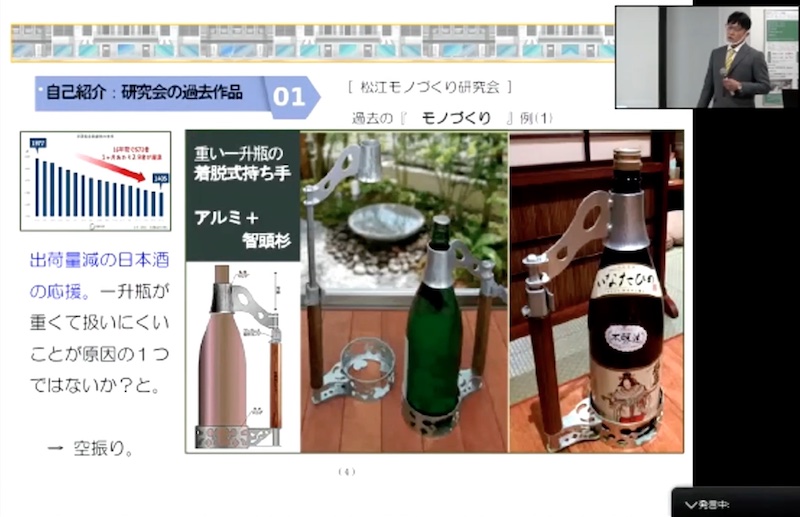 自己紹介：研究会の過去作品
01
[ 松江モノづくり研究会 ]
過去の『 モノづくり 』例(1)
1877
1405
重い一升瓶の
着脱式持ち手
アルミ＋
智頭杉
出荷量減の日本酒
の応援。一升瓶が
重くて扱いにくい
ことが原因の１つ
ではないか？と。
→ 空振り。
いなたひめ
(4)
発言中: